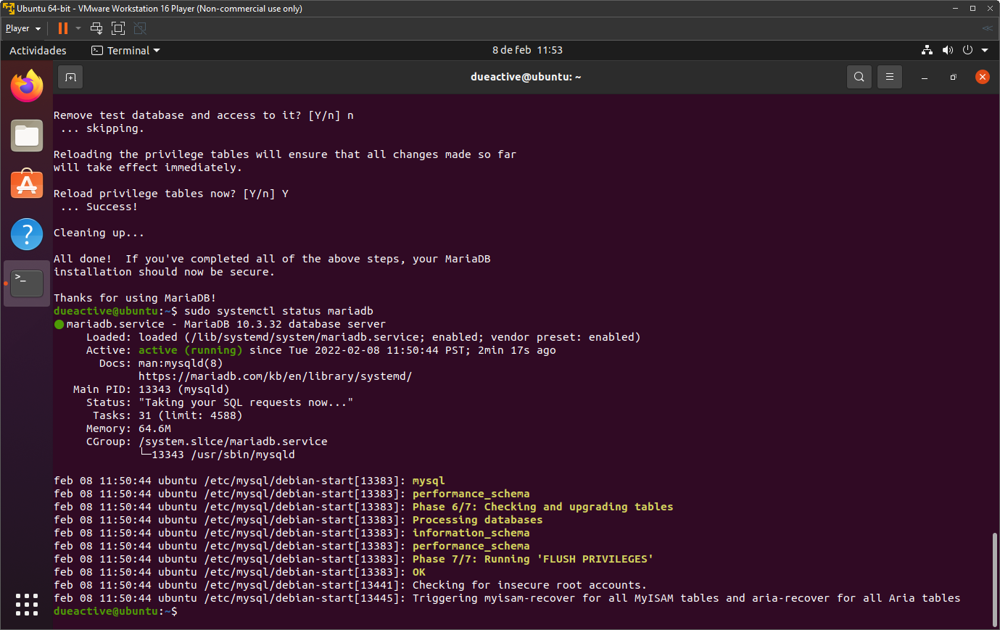 Ubuntu 64-bit - VMware Workstation 16 Player (Non-commercial use only)
Player
Actividades
Terminal
8 de feb 11:53
dueactive@ubuntu: ~
Remove test database and access to it? [Y/n] n
 ... skipping.
Reloading the privilege tables will ensure that all changes made so far
will take effect immediately.
Reload privilege tables now? [Y/n] Y
 ... Success!
Cleaning up...
All done!  If you've completed all of the above steps, your MariaDB
installation should now be secure.
Thanks for using MariaDB!
dueactive@ubuntu:~$ sudo systemctl status mariadb
● mariadb.service - MariaDB 10.3.32 database server
     Loaded: loaded (/lib/systemd/system/mariadb.service; enabled; vendor preset: enabled)
     Active: active (running) since Tue 2022-02-08 11:50:44 PST; 2min 17s ago
       Docs: man:mysqld(8)
             https://mariadb.com/kb/en/library/systemd/
   Main PID: 13343 (mysqld)
     Status: "Taking your SQL requests now..."
      Tasks: 31 (limit: 4588)
     Memory: 64.6M
     CGroup: /system.slice/mariadb.service
             └─13343 /usr/sbin/mysqld
feb 08 11:50:44 ubuntu /etc/mysql/debian-start[13383]: mysql
feb 08 11:50:44 ubuntu /etc/mysql/debian-start[13383]: performance_schema
feb 08 11:50:44 ubuntu /etc/mysql/debian-start[13383]: Phase 6/7: Checking and upgrading tables
feb 08 11:50:44 ubuntu /etc/mysql/debian-start[13383]: Processing databases
feb 08 11:50:44 ubuntu /etc/mysql/debian-start[13383]: information_schema
feb 08 11:50:44 ubuntu /etc/mysql/debian-start[13383]: performance_schema
feb 08 11:50:44 ubuntu /etc/mysql/debian-start[13383]: Phase 7/7: Running 'FLUSH PRIVILEGES'
feb 08 11:50:44 ubuntu /etc/mysql/debian-start[13383]: OK
feb 08 11:50:44 ubuntu /etc/mysql/debian-start[13441]: Checking for insecure root accounts.
feb 08 11:50:44 ubuntu /etc/mysql/debian-start[13445]: Triggering myisam-recover for all MyISAM tables and aria-recover for all Aria tables
dueactive@ubuntu:~$